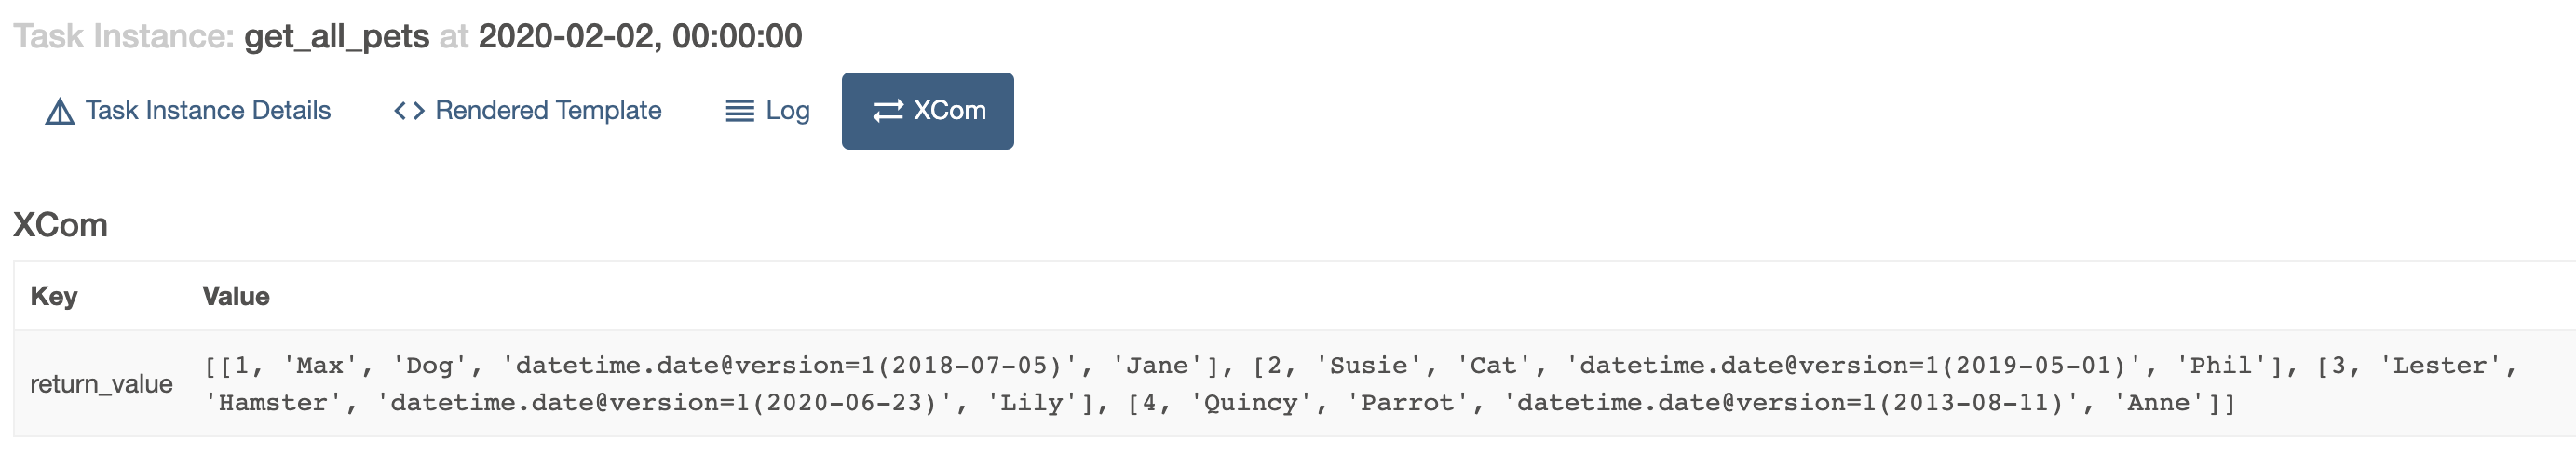 Task Instance: get_all_pets at 2020-02-02, 00:00:00
Task Instance Details Rendered Template Log XCom
XCom
Key Value
return_value [[1, 'Max', 'Dog', 'datetime.date@version=1(2018-07-05)', 'Jane'], [2, 'Susie', 'Cat', 'datetime.date@version=1(2019-05-01)', 'Phil'], [3, 'Lester',
'Hamster', 'datetime.date@version=1(2020-06-23)', 'Lily'], [4, 'Quincy', 'Parrot', 'datetime.date@version=1(2013-08-11)', 'Anne']]